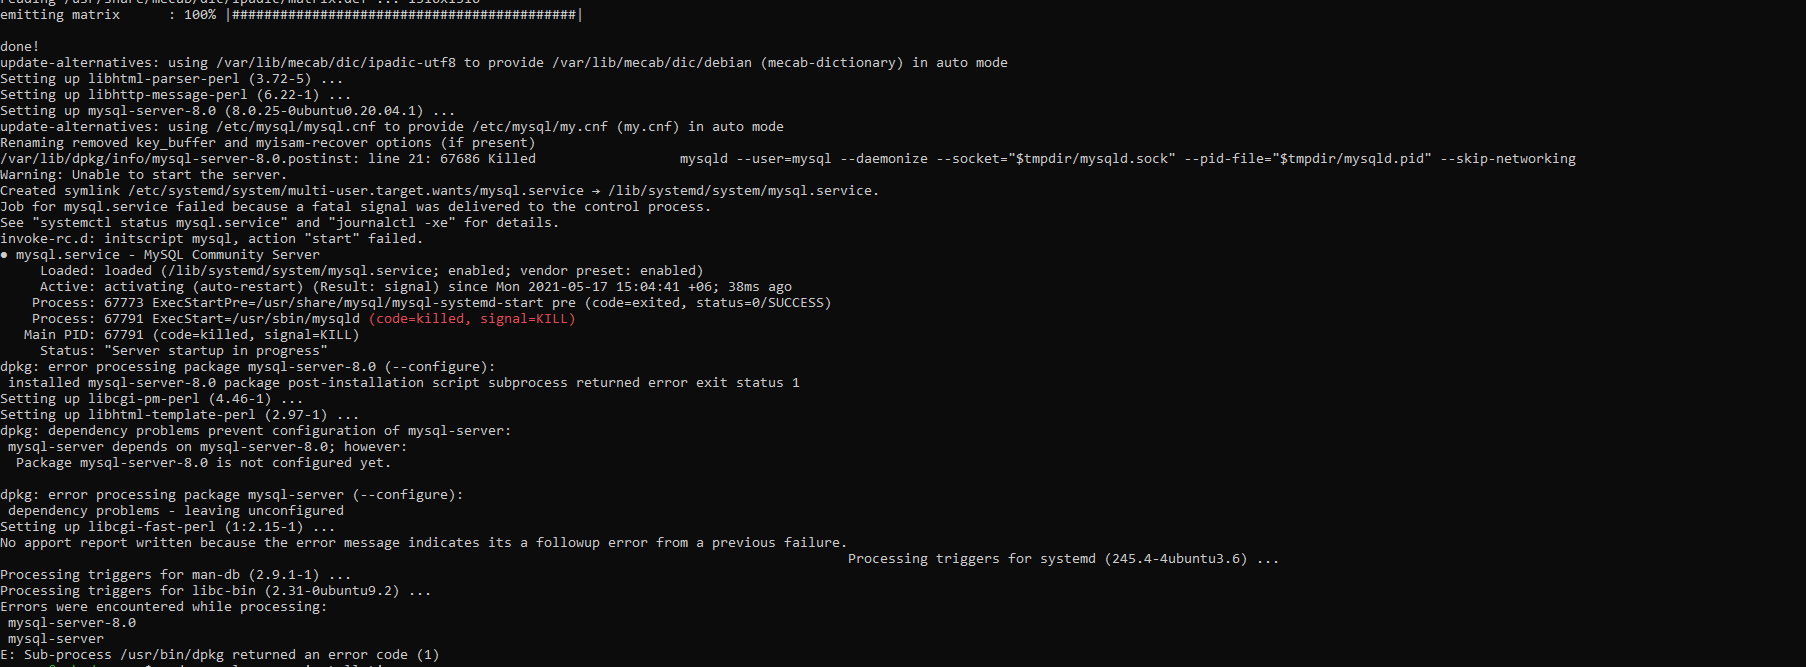 emitting matrix      : 100% |###########################################|
done!
update-alternatives: using /var/lib/mecab/dic/ipadic-utf8 to provide /var/lib/mecab/dic/debian (mecab-dictionary) in auto mode
Setting up libhtml-parser-perl (3.72-5) ...
Setting up libhttp-message-perl (6.22-1) ...
Setting up mysql-server-8.0 (8.0.25-0ubuntu0.20.04.1) ...
update-alternatives: using /etc/mysql/mysql.cnf to provide /etc/mysql/my.cnf (my.cnf) in auto mode
Renaming removed key_buffer and myisam-recover options (if present)
/var/lib/dpkg/info/mysql-server-8.0.postinst: line 21: 67686 Killed                  mysqld --user=mysql --daemonize --socket="$tmpdir/mysqld.sock" --pid-file="$tmpdir/mysqld.pid" --skip-networking
Warning: Unable to start the server.
Created symlink /etc/systemd/system/multi-user.target.wants/mysql.service → /lib/systemd/system/mysql.service.
Job for mysql.service failed because a fatal signal was delivered to the control process.
See "systemctl status mysql.service" and "journalctl -xe" for details.
invoke-rc.d: initscript mysql, action "start" failed.
● mysql.service - MySQL Community Server
     Loaded: loaded (/lib/systemd/system/mysql.service; enabled; vendor preset: enabled)
     Active: activating (auto-restart) (Result: signal) since Mon 2021-05-17 15:04:41 +06; 38ms ago
    Process: 67773 ExecStartPre=/usr/share/mysql/mysql-systemd-start pre (code=exited, status=0/SUCCESS)
    Process: 67791 ExecStart=/usr/sbin/mysqld (code=killed, signal=KILL)
   Main PID: 67791 (code=killed, signal=KILL)
     Status: "Server startup in progress"
dpkg: error processing package mysql-server-8.0 (--configure):
 installed mysql-server-8.0 package post-installation script subprocess returned error exit status 1
Setting up libcgi-pm-perl (4.46-1) ...
Setting up libhtml-template-perl (2.97-1) ...
dpkg: dependency problems prevent configuration of mysql-server:
 mysql-server depends on mysql-server-8.0; however:
  Package mysql-server-8.0 is not configured yet.
dpkg: error processing package mysql-server (--configure):
 dependency problems - leaving unconfigured
Setting up libcgi-fast-perl (1:2.15-1) ...
No apport report written because the error message indicates its a followup error from a previous failure.
Processing triggers for systemd (245.4-4ubuntu3.6) ...
Processing triggers for man-db (2.9.1-1) ...
Processing triggers for libc-bin (2.31-0ubuntu9.2) ...
Errors were encountered while processing:
 mysql-server-8.0
 mysql-server
E: Sub-process /usr/bin/dpkg returned an error code (1)